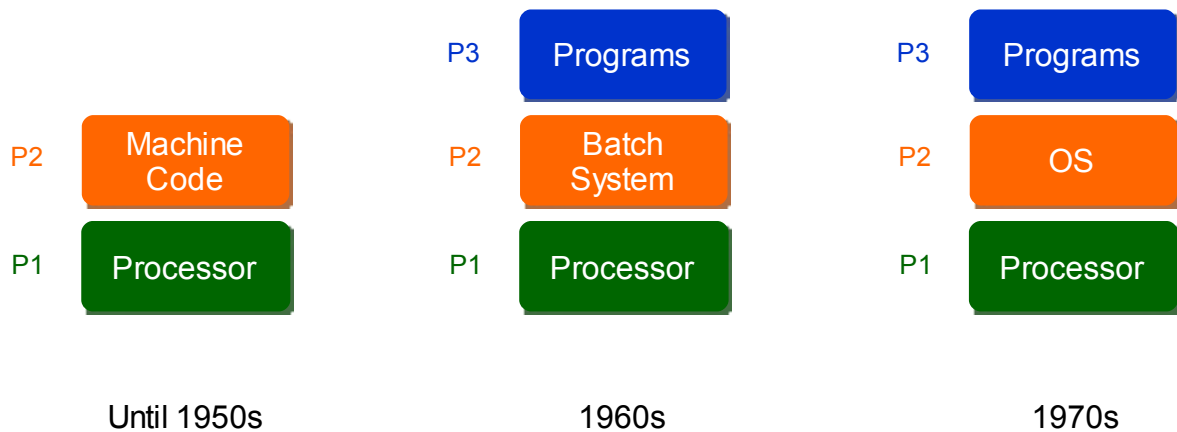 P3 Programs
P3 Programs
P2 Machine
Code
P2 Batch
System
P2 OS
P1 Processor
P1 Processor
P1 Processor
Until 1950s
1960s
1970s